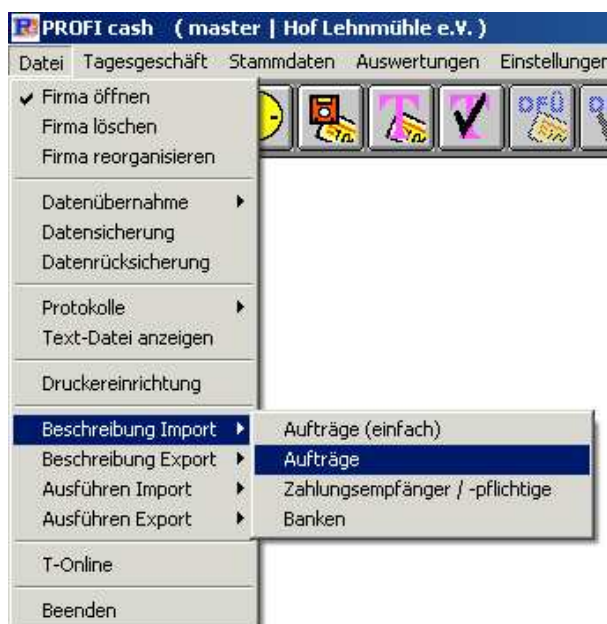 PROFI cash ( master | Hof Lehnmühle e.V. )
Datei Tagesgeschäft Stammdaten Auswertungen Einstellungen
Firma öffnen
Firma löschen
Firma reorganisieren
DFÜ
Datenübernahme
Datensicherung
Datenrücksicherung
Protokolle
Text-Datei anzeigen
Druckereinrichtung
Beschreibung Import
Aufträge (einfach)
Beschreibung Export
Aufträge
Ausführen Import
Zahlungsempfänger / -pflichtige
Ausführen Export
Banken
T-Online
Beenden